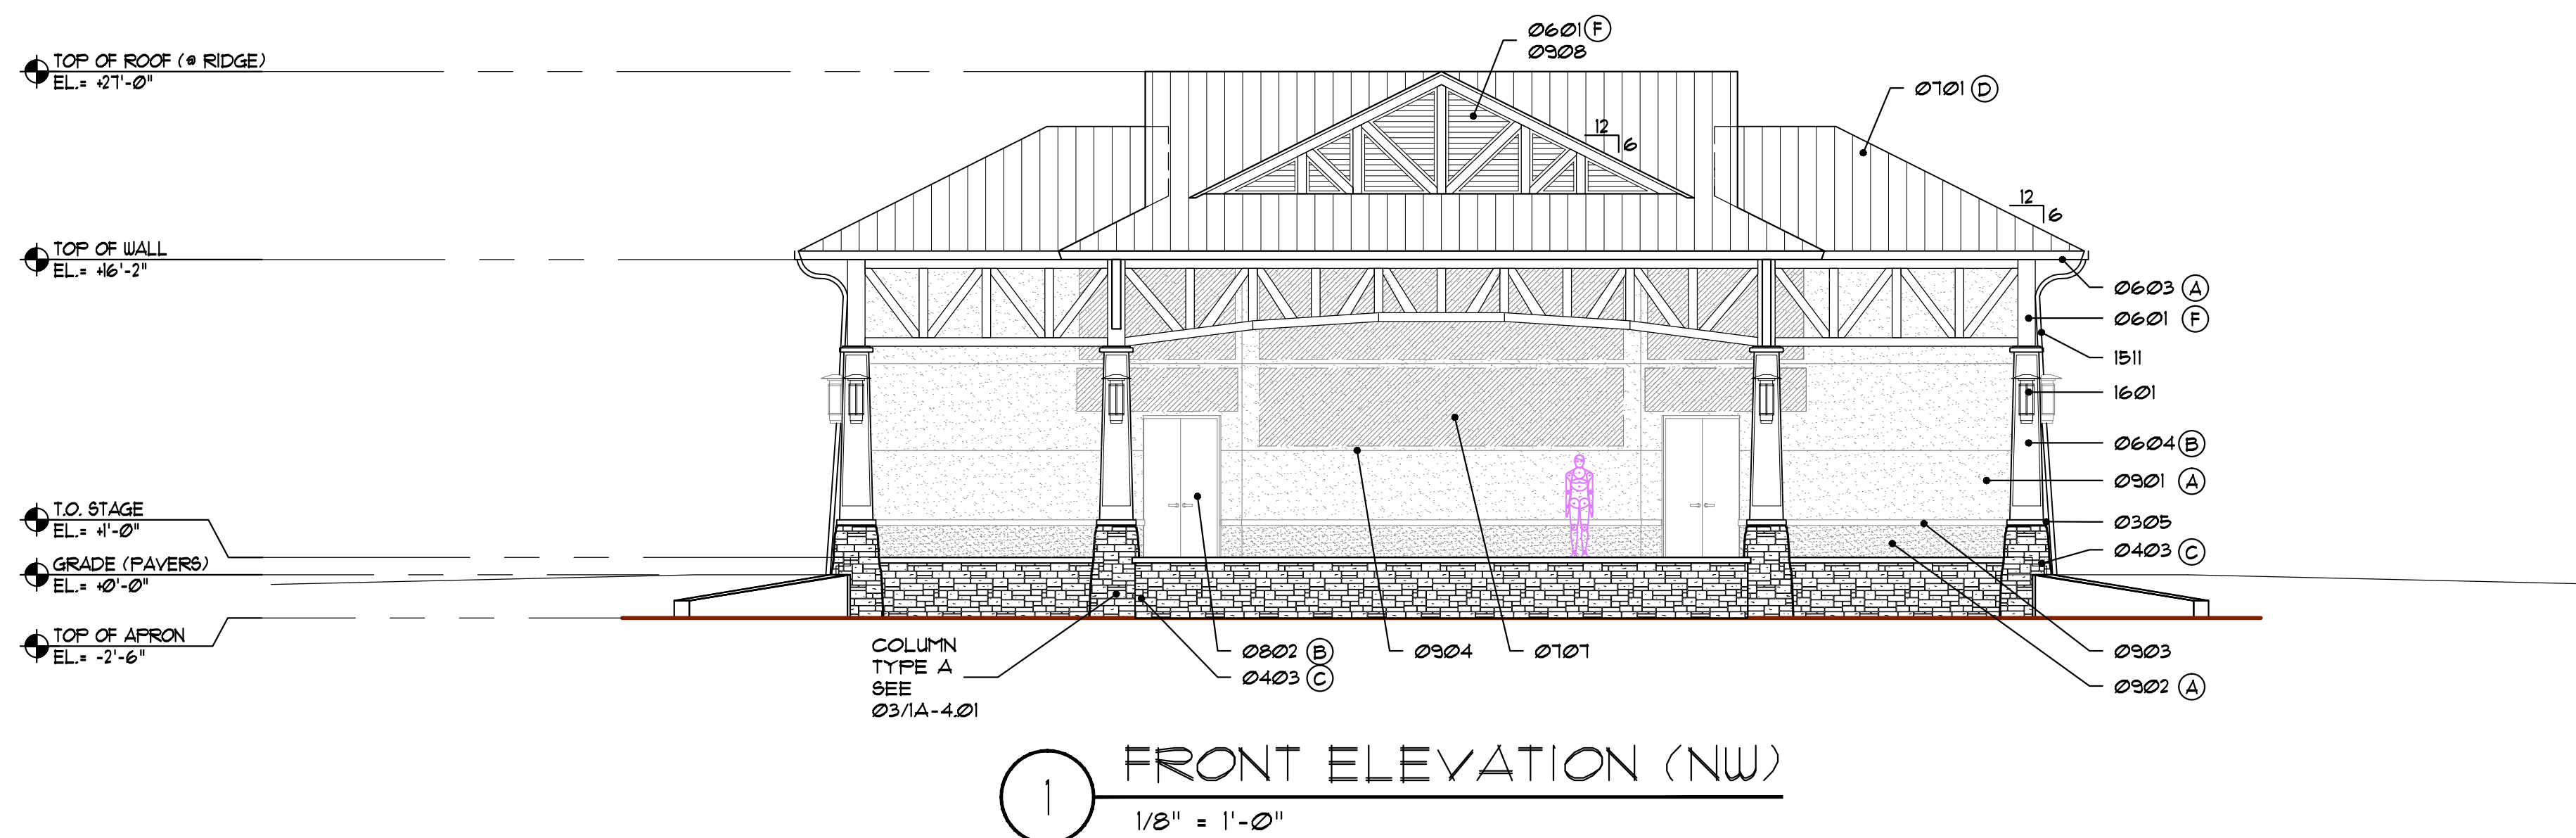 TOP OF ROOF (@ RIDGE)
EL.= +27'-0"
TOP OF WALL
EL.= +16'-2"
T.O. STAGE
EL.= +1'-0"
GRADE (PAVERS)
EL.= +0'-0"
TOP OF APRON
EL.= -2'-6"
0601 F
0908
0701 D
12
6
12
6
0603 A
0601 F
1511
1601
0604 B
0901 A
0305
0403 C
0903
0902 A
COLUMN
TYPE A
SEE
03/1A-4.01
0802 B
0403 C
0904
0707
1
FRONT ELEVATION (NW)
1/8" = 1'-0"